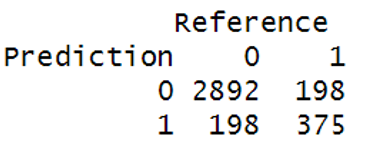 Reference
Prediction 0 1
0 2892 198
1 198 375